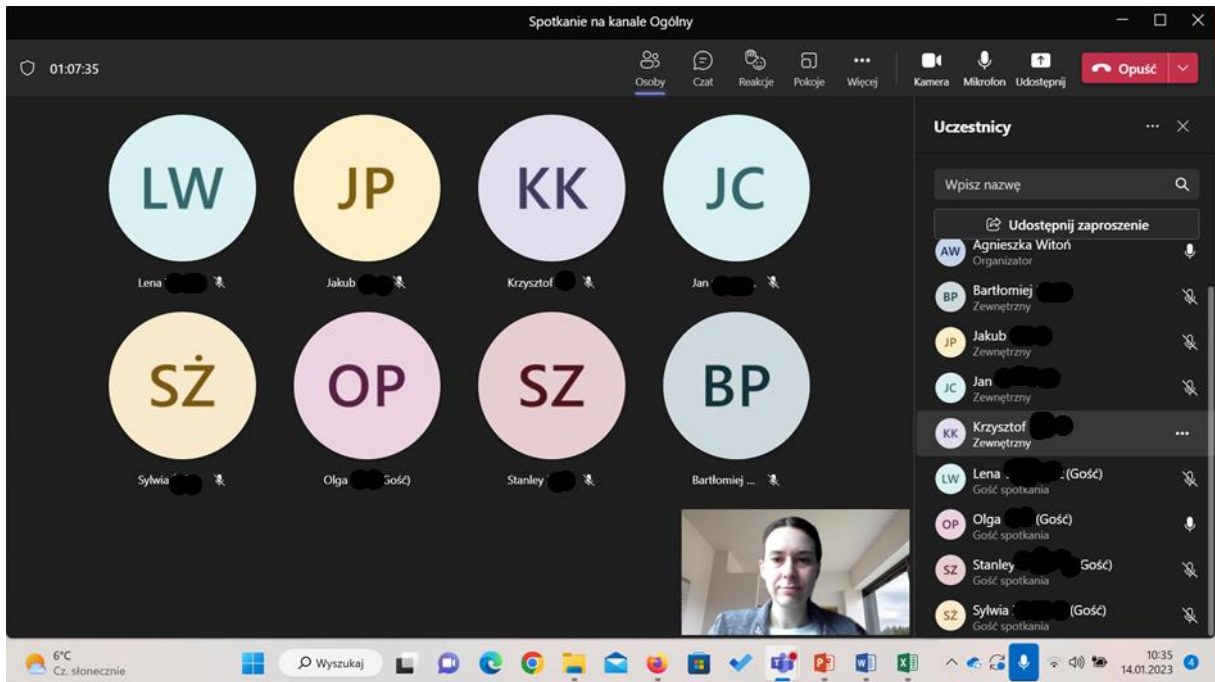 Spotkanie na kanale Ogólny
01:07:35
Osoby
Czat
Reakcje
Pokoje
Więcej
Kamera
Mikrofon
Udostępnij
Opuść
LW
JP
KK
JC
Lena
Jakub
Krzysztof
Jan
SŻ
OP
SZ
BP
Sylwia
Olga Gość)
Stanley
Bartłomiej ...
Uczestnicy
Wpisz nazwę
Udostępnij zaproszenie
AW Agnieszka Witoń
Organizator
BP Bartłomiej
Zewnętrzny
JP Jakub
Zewnętrzny
JC Jan
Zewnętrzny
KK Krzysztof
Zewnętrzny
LW Lena (Gość)
Gość spotkania
OP Olga (Gość)
Gość spotkania
SZ Stanley Gość)
Gość spotkania
SŻ Sylwia (Gość)
Gość spotkania
6°C
Cz. słonecznie
Wyszukaj
10:35
14.01.2023
4